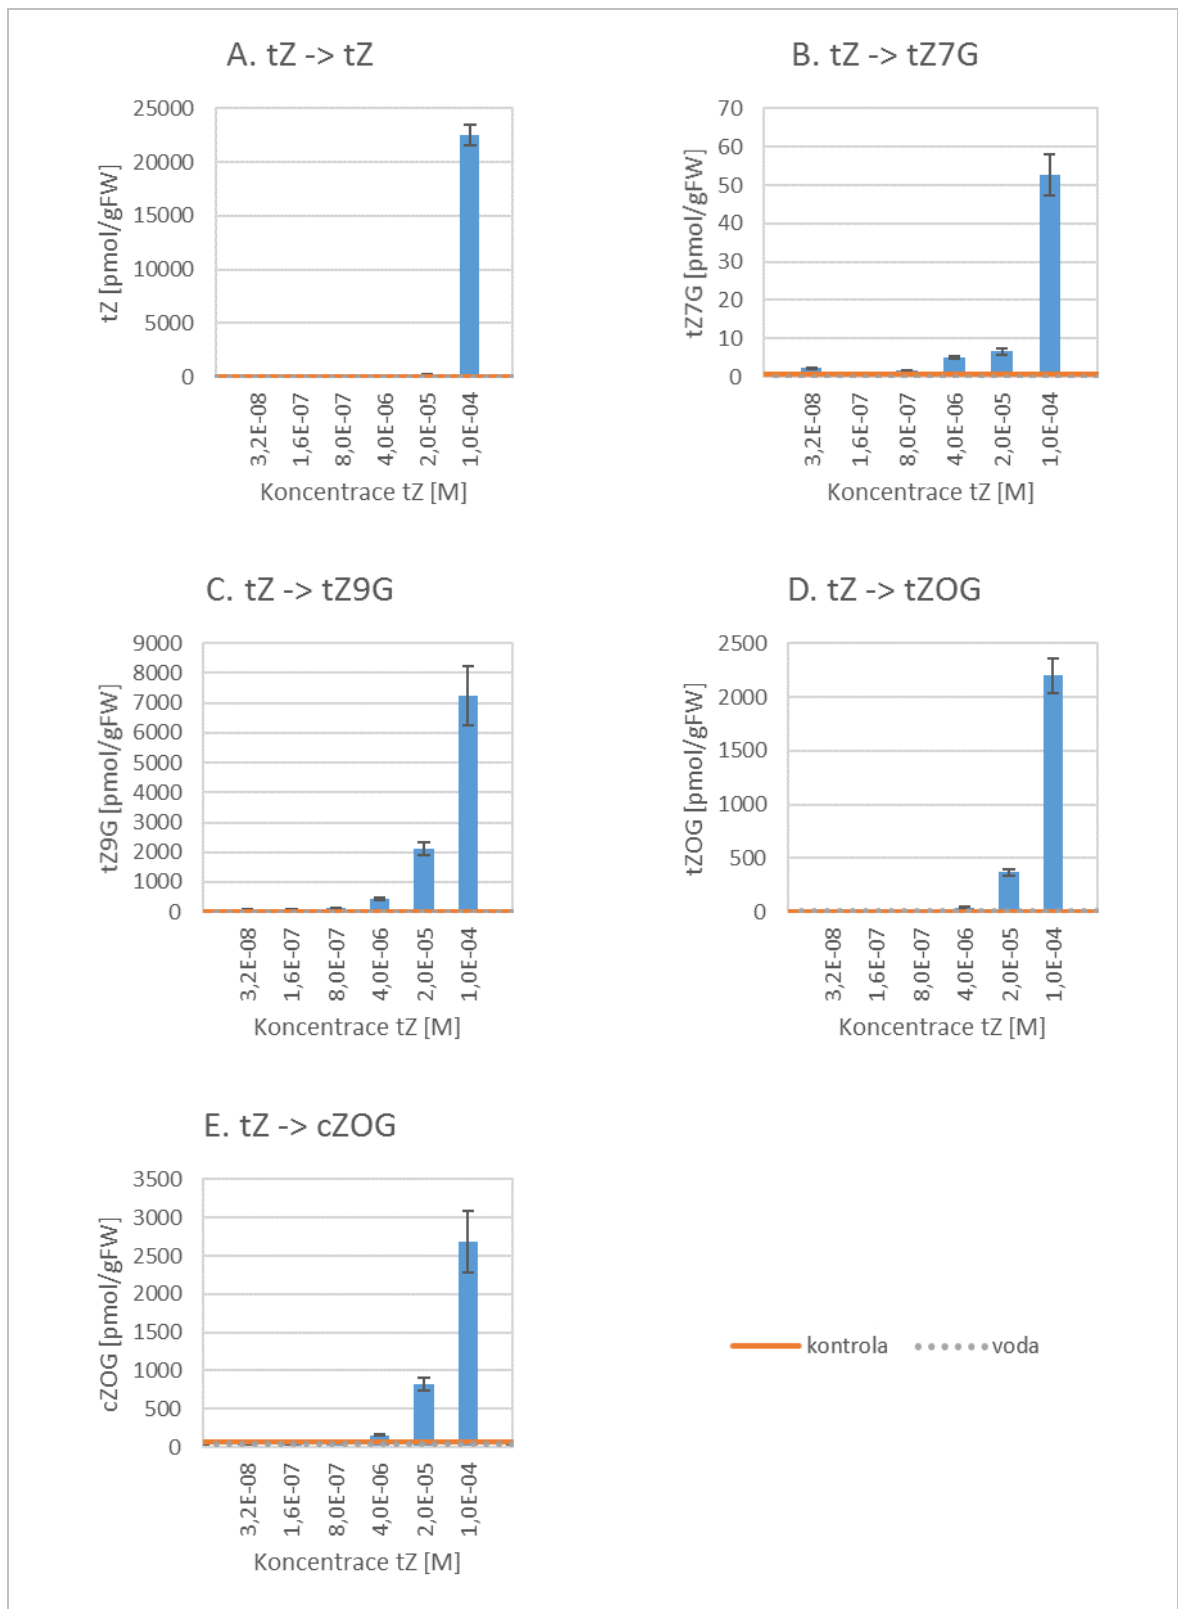 A. tZ -> tZ
25000
20000
15000
10000
5000
0
tZ [pmol/gFW]
3,2E-08
1,6E-07
8,0E-07
4,0E-06
2,0E-05
1,0E-04
Koncentrace tZ [M]
B. tZ -> tZ7G
70
60
50
40
30
20
10
0
tZ7G [pmol/gFW]
3,2E-08
1,6E-07
8,0E-07
4,0E-06
2,0E-05
1,0E-04
Koncentrace tZ [M]
C. tZ -> tZ9G
9000
8000
7000
6000
5000
4000
3000
2000
1000
0
tZ9G [pmol/gFW]
3,2E-08
1,6E-07
8,0E-07
4,0E-06
2,0E-05
1,0E-04
Koncentrace tZ [M]
D. tZ -> tZOG
2500
2000
1500
1000
500
0
tZOG [pmol/gFW]
3,2E-08
1,6E-07
8,0E-07
4,0E-06
2,0E-05
1,0E-04
Koncentrace tZ [M]
E. tZ -> cZOG
3500
3000
2500
2000
1500
1000
500
0
cZOG [pmol/gFW]
3,2E-08
1,6E-07
8,0E-07
4,0E-06
2,0E-05
1,0E-04
Koncentrace tZ [M]
kontrola
voda